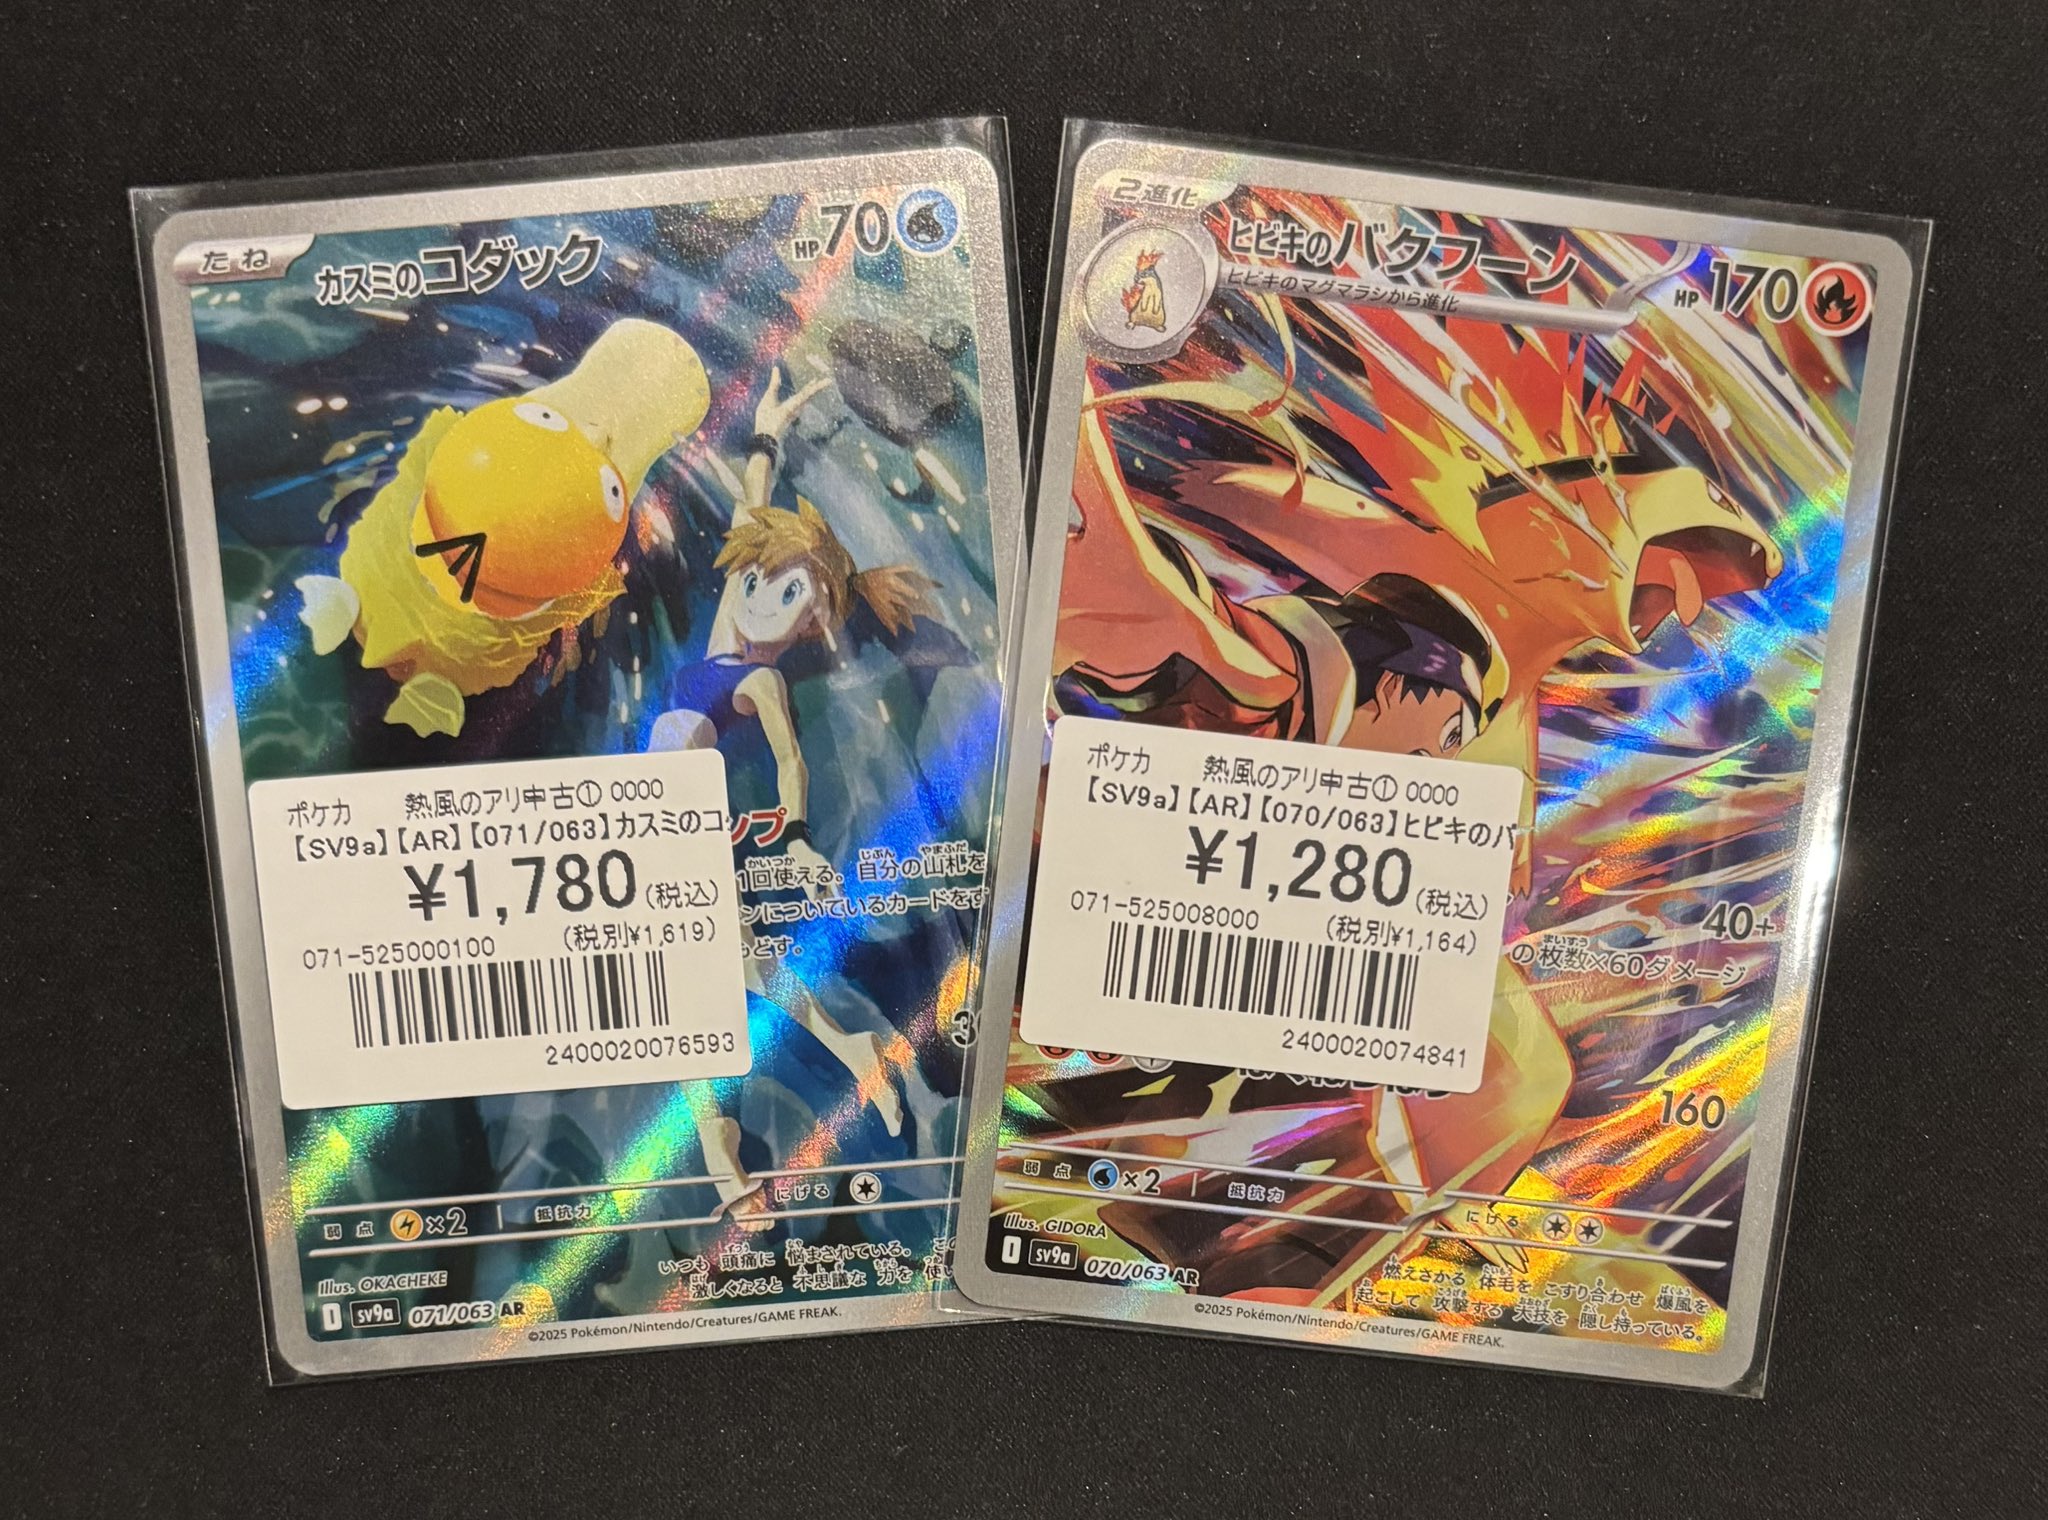 たね
カスミのコダック
HP70
ポケカ 熱風のアリ中古① 0000
【SV9a】【AR】【071/063】カスミのコ
¥1,780(税込)
071-525000100 (税別¥1,619)
2400020076593
ップ
1回使える。自分の山札を
ンについているカードをす
もどす。
弱点 ×2 抵抗力 にげる
Illus. OKACHEKE
いつも 頭痛に 悩まされている。 この
激しくなると 不思議な 力を 使い
I sv9a 071/063 AR
©2025 Pokémon/Nintendo/Creatures/GAME FREAK.
2進化
ヒビキのバクフーン
ヒビキのマグマラシから進化
HP170
ポケカ 熱風のアリ中古① 0000
【SV9a】【AR】【070/063】ヒビキのバ
¥1,280(税込)
071-525008000 (税別¥1,164)
2400020074841
40+
の枚数×60ダメージ
160
弱点 ×2 抵抗力 にげる
Illus. GIDORA
I sv9a 070/063 AR
燃えさかる 体毛を こすり合わせ 爆風を
起こして 攻撃する 大技を 隠し持っている。
©2025 Pokémon/Nintendo/Creatures/GAME FREAK.